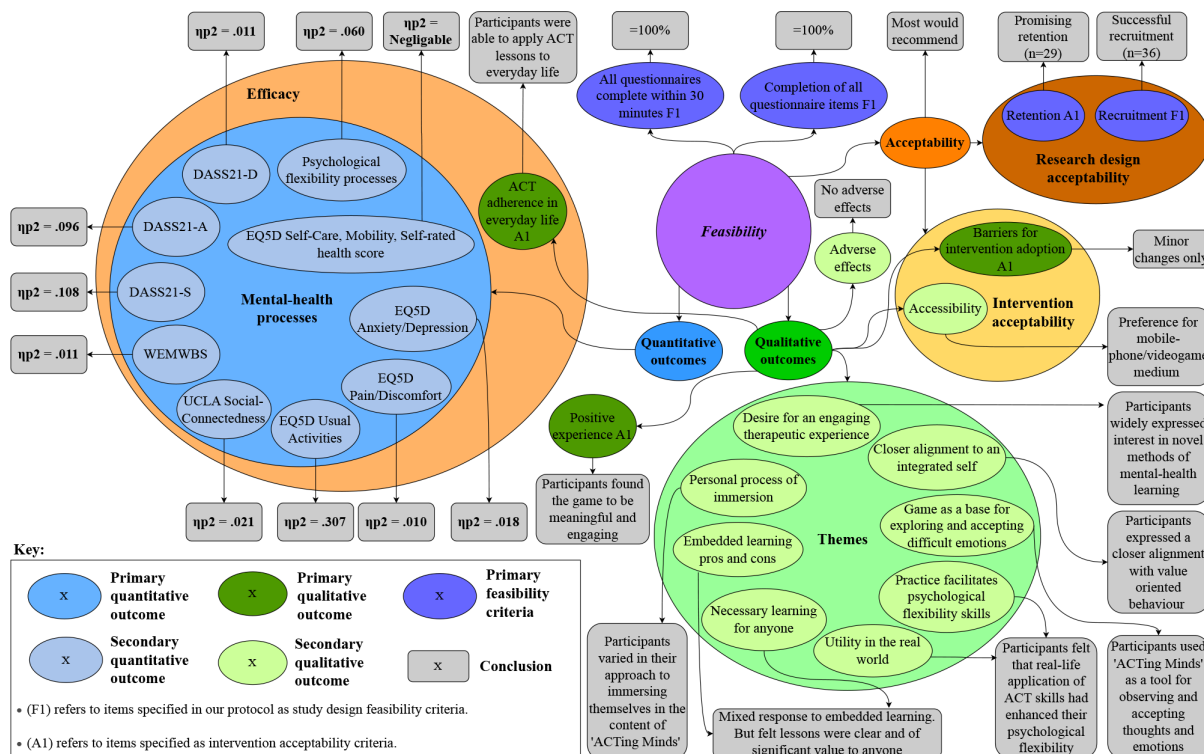 ηp2 = .011
ηp2 = .060
ηp2 =
Negligable
Participants were
able to apply ACT
lessons to
everyday life
=100%
=100%
Most would
recommend
Promising
retention
(n=29)
Successful
recruitment
(n=36)
Efficacy
All questionnaires
complete within 30
minutes F1
Completion of all
questionnaire items F1
Retention A1
Recruitment F1
Acceptability
Research design
acceptability
DASS21-D
Psychological
flexibility processes
ACT
adherence in
everyday life
A1
No adverse
effects
ηp2 = .096
DASS21-A
EQ5D Self-Care, Mobility, Self-rated
health score
Feasibility
Adverse
effects
Barriers for
intervention adoption
A1
Minor
changes only
ηp2 = .108
DASS21-S
Mental-health
processes
EQ5D
Anxiety/Depression
Accessibility
Intervention
acceptability
ηp2 = .011
WEMWBS
Quantitative
outcomes
Qualitative
outcomes
Preference for
mobile-
phone/videogame
medium
EQ5D
Pain/Discomfort
UCLA Social-
Connectedness
EQ5D Usual
Activities
Positive
experience A1
Desire for an engaging
therapeutic experience
Participants
widely expressed
interest in novel
methods of
mental-health
learning
Closer alignment to an
integrated self
Participants found
the game to be
meaningful and
engaging
Personal process of
immersion
ηp2 = .021
ηp2 = .307
ηp2 = .010
ηp2 = .018
Game as a base for
exploring and accepting
difficult emotions
Themes
Embedded learning
pros and cons
Participants
expressed a
closer alignment
with value
oriented
behaviour
Practice facilitates
psychological
flexibility skills
Necessary learning
for anyone
Utility in the real
world
Participants
varied in their
approach to
immersing
themselves in the
content of
'ACTing Minds'
Mixed response to embedded learning.
But felt lessons were clear and of
significant value to anyone
Participants felt
that real-life
application of
ACT skills had
enhanced their
psychological
flexibility
Participants used
'ACTing Minds'
as a tool for
observing and
accepting
thoughts and
emotions
Key:
x
Primary
quantitative
outcome
x
Primary
qualitative
outcome
x
Primary
feasibility
criteria
x
Secondary
quantitative
outcome
x
Secondary
qualitative
outcome
x
Conclusion
• (F1) refers to items specified in our protocol as study design feasibility criteria.
• (A1) refers to items specified as intervention acceptability criteria.